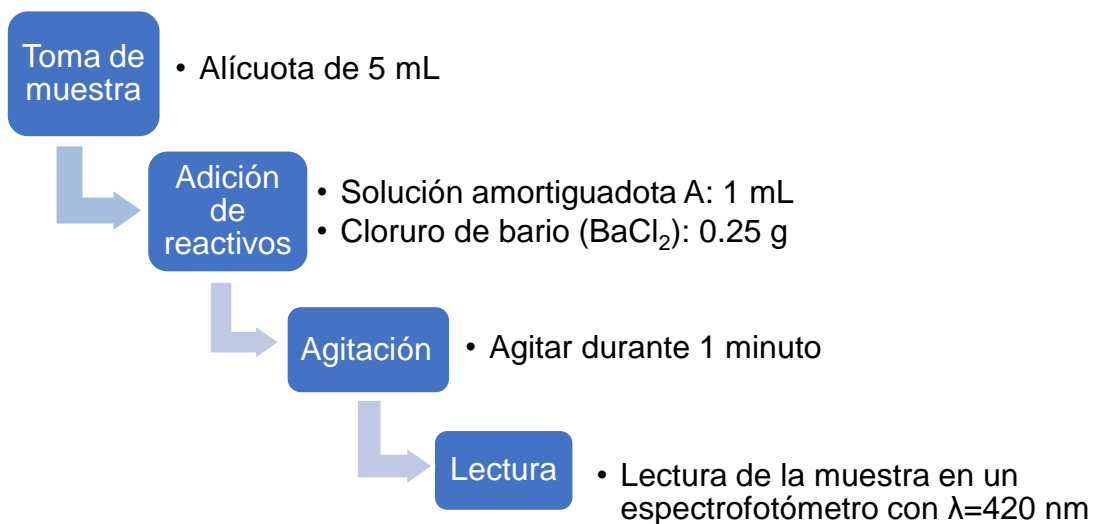 Toma de
muestra
• Alícuota de 5 mL
Adición
de
reactivos
• Solución amortiguadota A: 1 mL
• Cloruro de bario (BaCl₂): 0.25 g
Agitación
• Agitar durante 1 minuto
Lectura
• Lectura de la muestra en un
espectrofotómetro con λ=420 nm